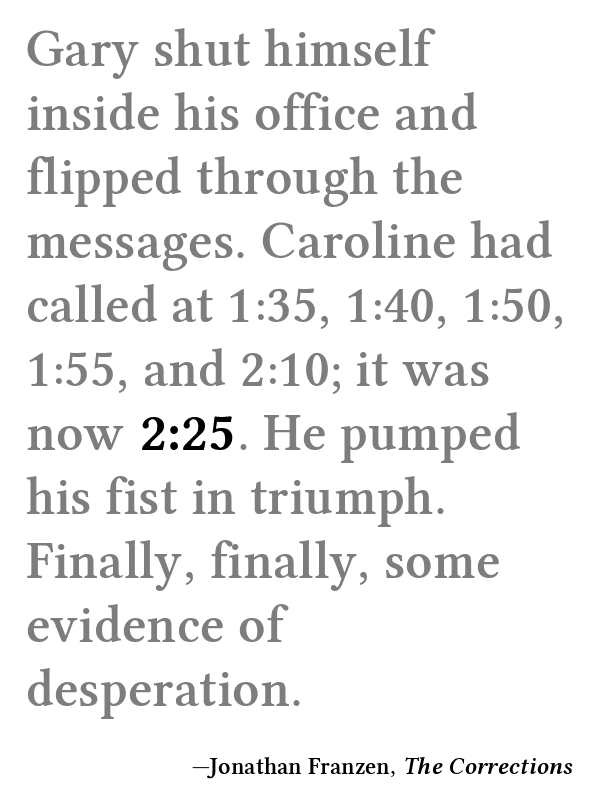 Gary shut himself
inside his office and
flipped through the
messages. Caroline had
called at 1:35, 1:40, 1:50,
1:55, and 2:10; it was
now 2:25. He pumped
his fist in triumph.
Finally, finally, some
evidence of
desperation.
—Jonathan Franzen, The Corrections